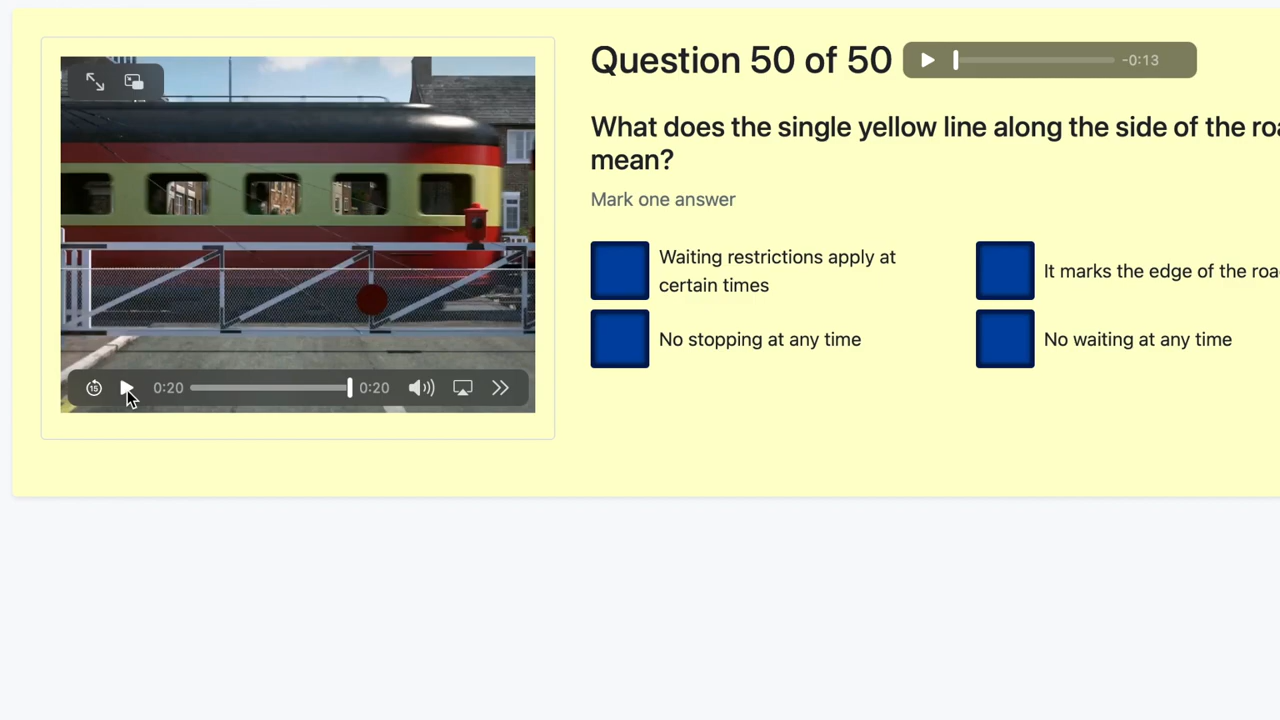 Question 50 of 50
-0:13
What does the single yellow line along the side of the
mean?
Mark one answer
Waiting restrictions apply at
certain times
It marks the edge of the
No stopping at any time
No waiting at any time
15
0:20
0:20